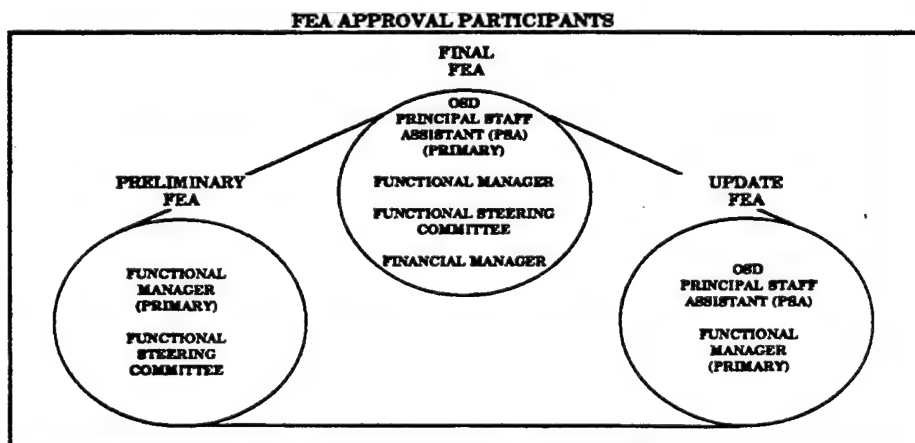 FEA APPROVAL PARTICIPANTS
FINAL
FEA
OSD
PRINCIPAL STAFF
ASSISTANT (PSA)
(PRIMARY)
FUNCTIONAL MANAGER
FUNCTIONAL STEERING
COMMITTEE
FINANCIAL MANAGER
PRELIMINARY
FEA
FUNCTIONAL
MANAGER
(PRIMARY)
FUNCTIONAL
STEERING
COMMITTEE
UPDATE
FEA
OSD
PRINCIPAL STAFF
ASSISTANT (PSA)
FUNCTIONAL
MANAGER
(PRIMARY)